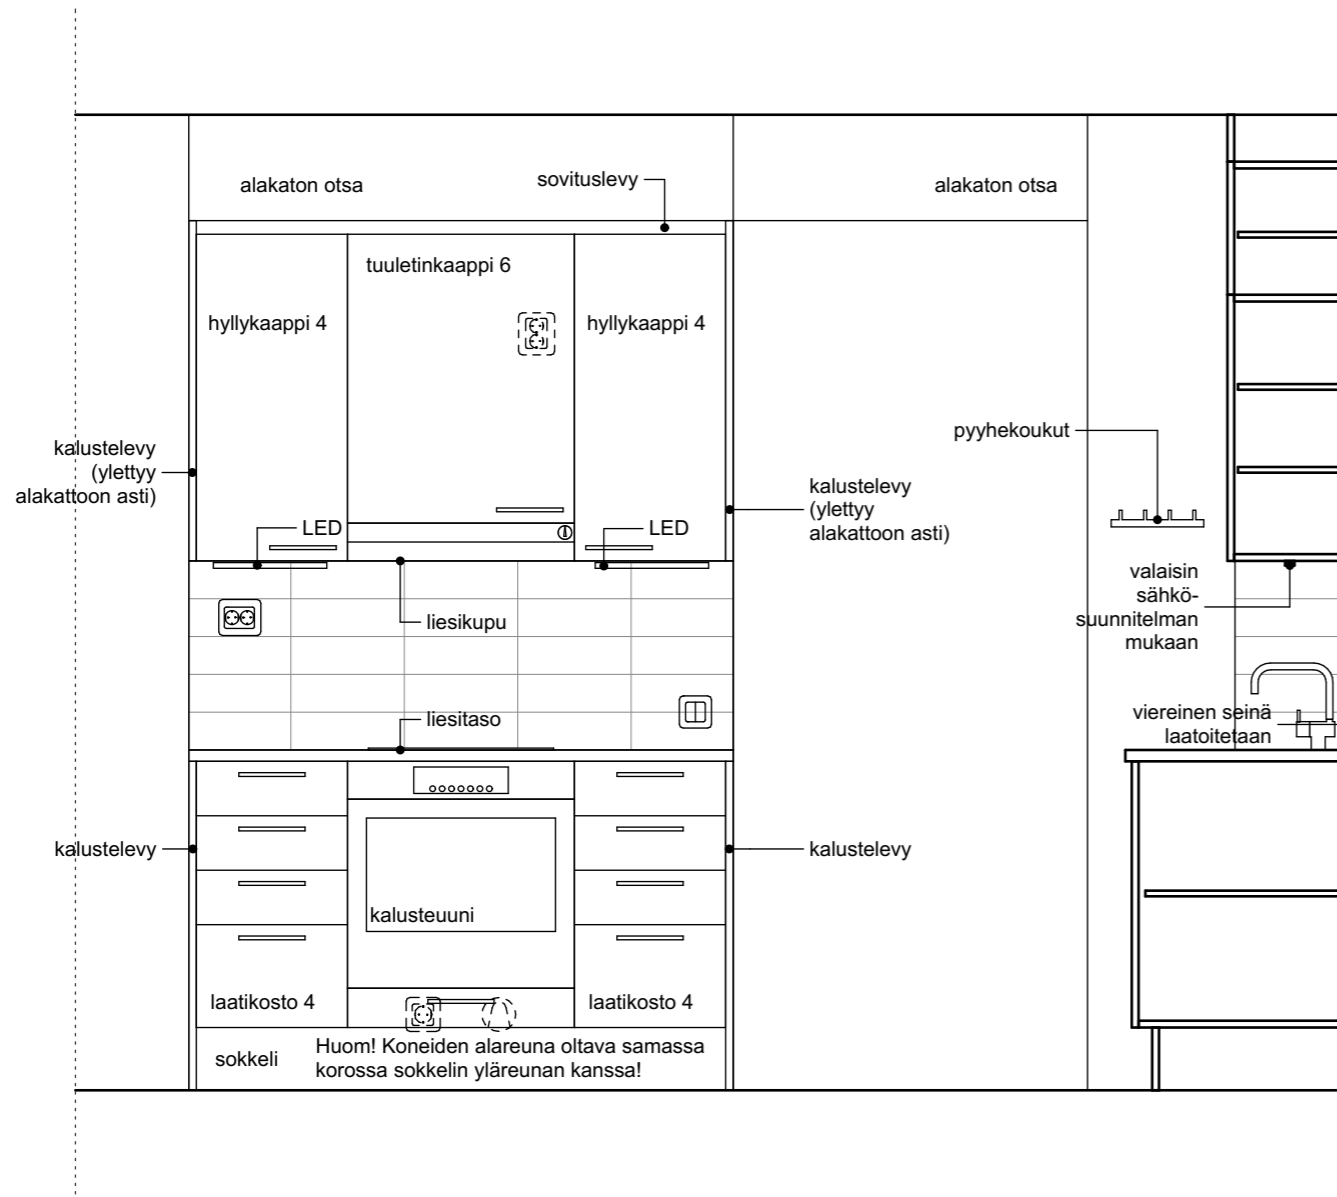 alakaton otsa
sovituslevy
alakaton otsa
tuuletinkaappi 6
hyllykaappi 4
hyllykaappi 4
kalustelevy
(ylettyy
alakattoon asti)
pyyhekoukut
kalustelevy
(ylettyy
alakattoon asti)
LED
LED
valaisin
sähkö-
suunnitelman
mukaan
liesikupu
liesitaso
viereinen seinä
laatoitetaan
kalustelevy
kalustelevy
kalusteuuni
laatikosto 4
laatikosto 4
sokkeli
Huom! Koneiden alareuna oltava samassa
korossa sokkelin yläreunan kanssa!